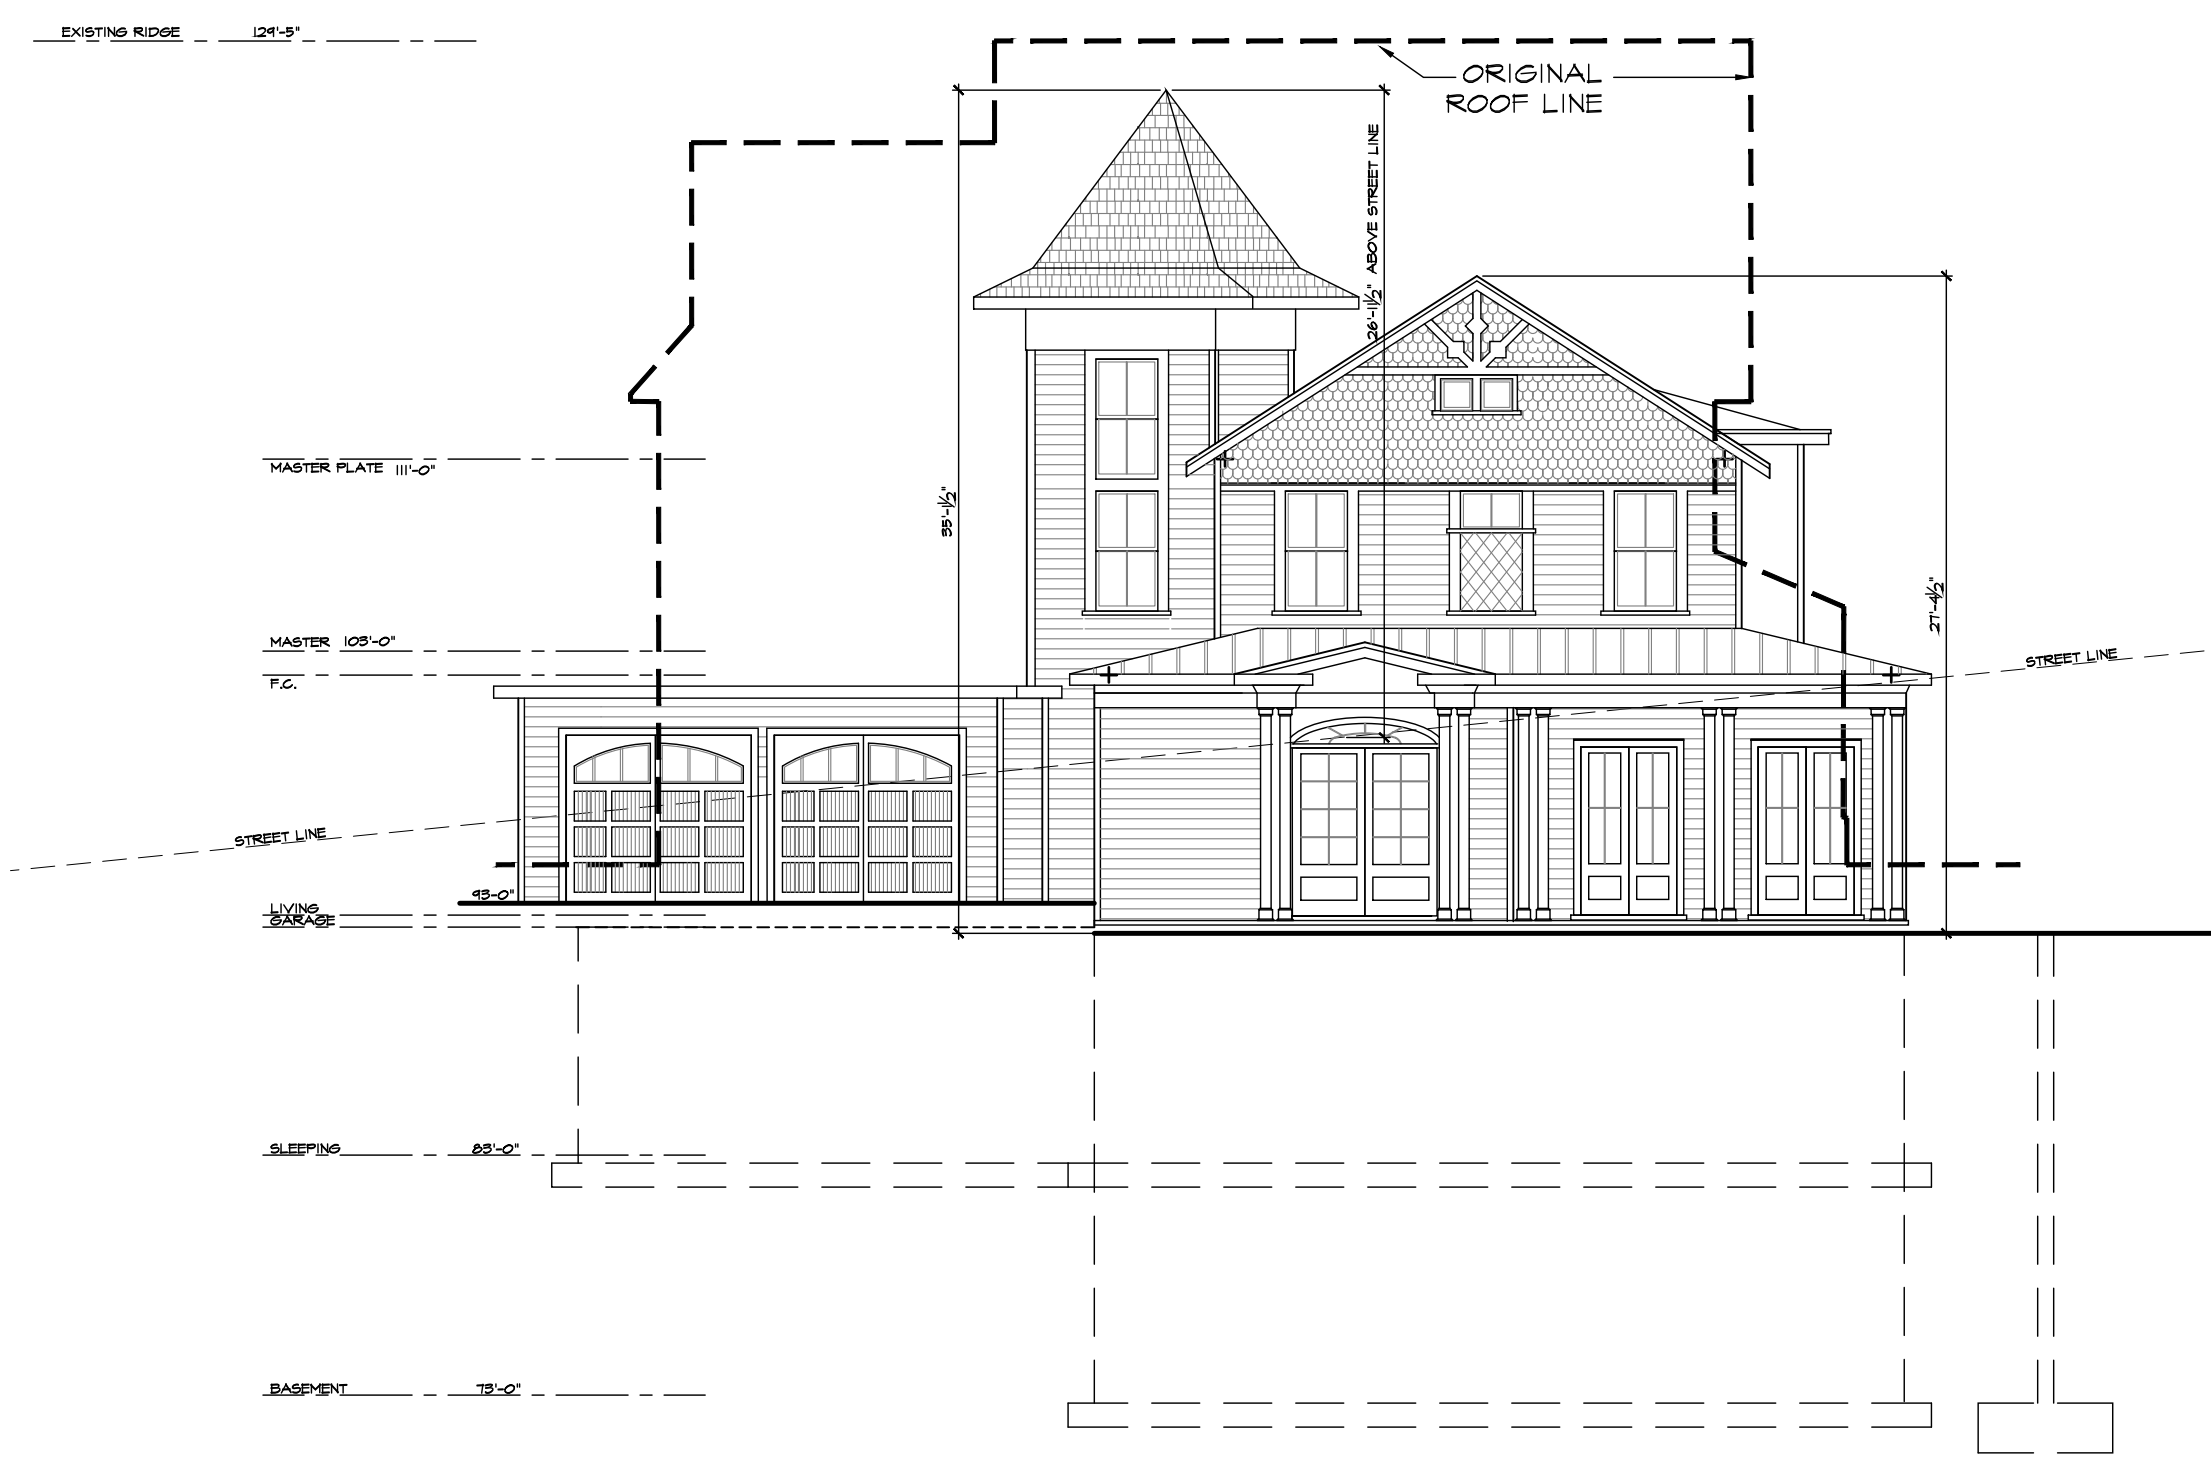 EXISTING RIDGE 129'-5"
ORIGINAL
ROOF LINE
26'-11½" ABOVE STREET LINE
MASTER PLATE 111'-0"
35'-1½"
27'-4½"
MASTER 103'-0"
STREET LINE
F.C.
STREET LINE
93-0"
LIVING
GARAGE
SLEEPING 83'-0"
BASEMENT 73'-0"